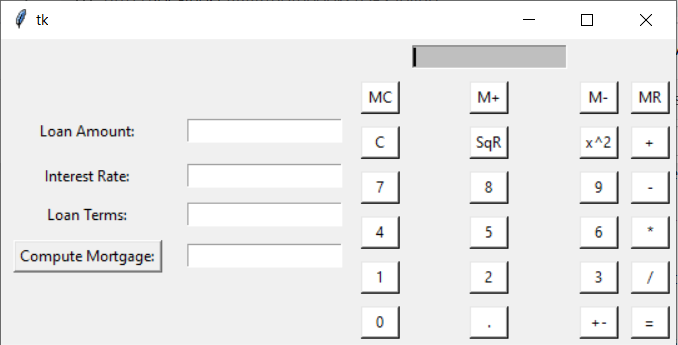 tk
MC M+ M- MR
Loan Amount:
C SqR x^2 +
Interest Rate:
7 8 9 -
Loan Terms:
4 5 6 *
Compute Mortgage:
1 2 3 /
0 . +- =